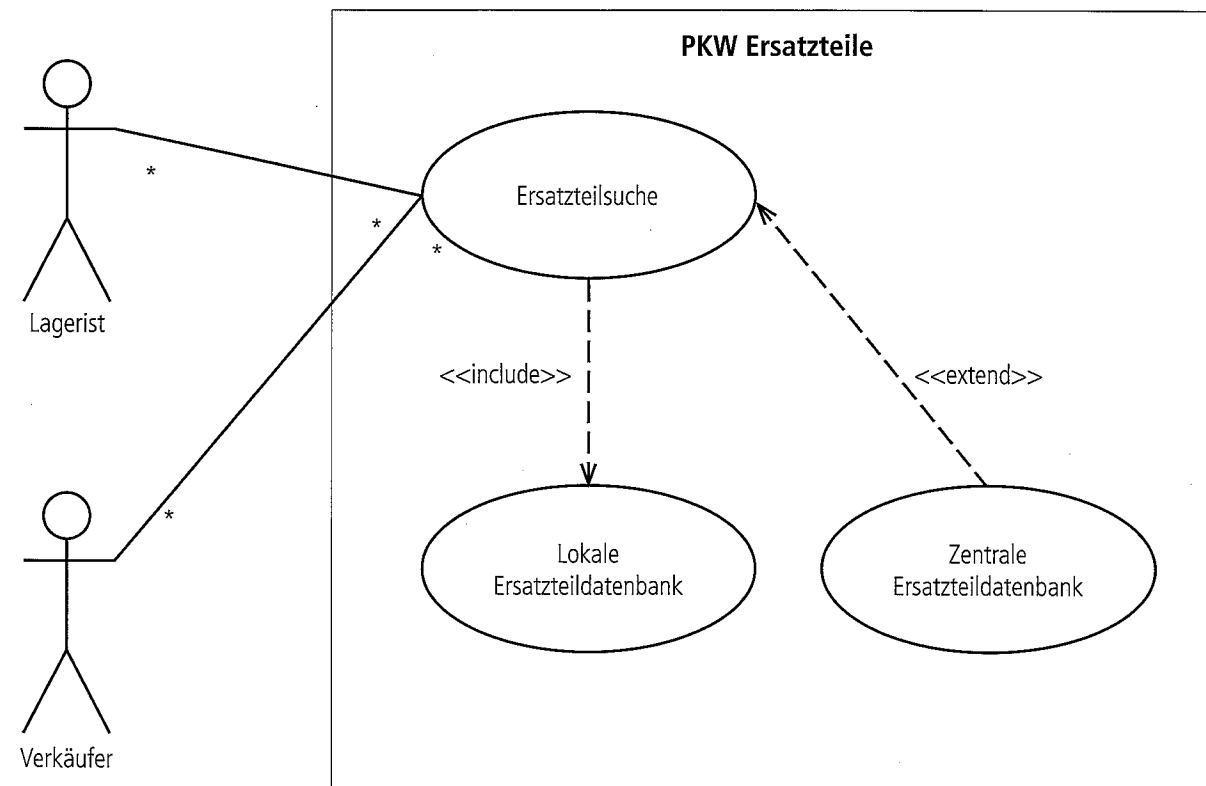 PKW Ersatzteile
Ersatzteilsuche
*
*
*
Lagerist
<<include>>
<<extend>>
*
Lokale
Ersatzteildatenbank
Zentrale
Ersatzteildatenbank
Verkäufer